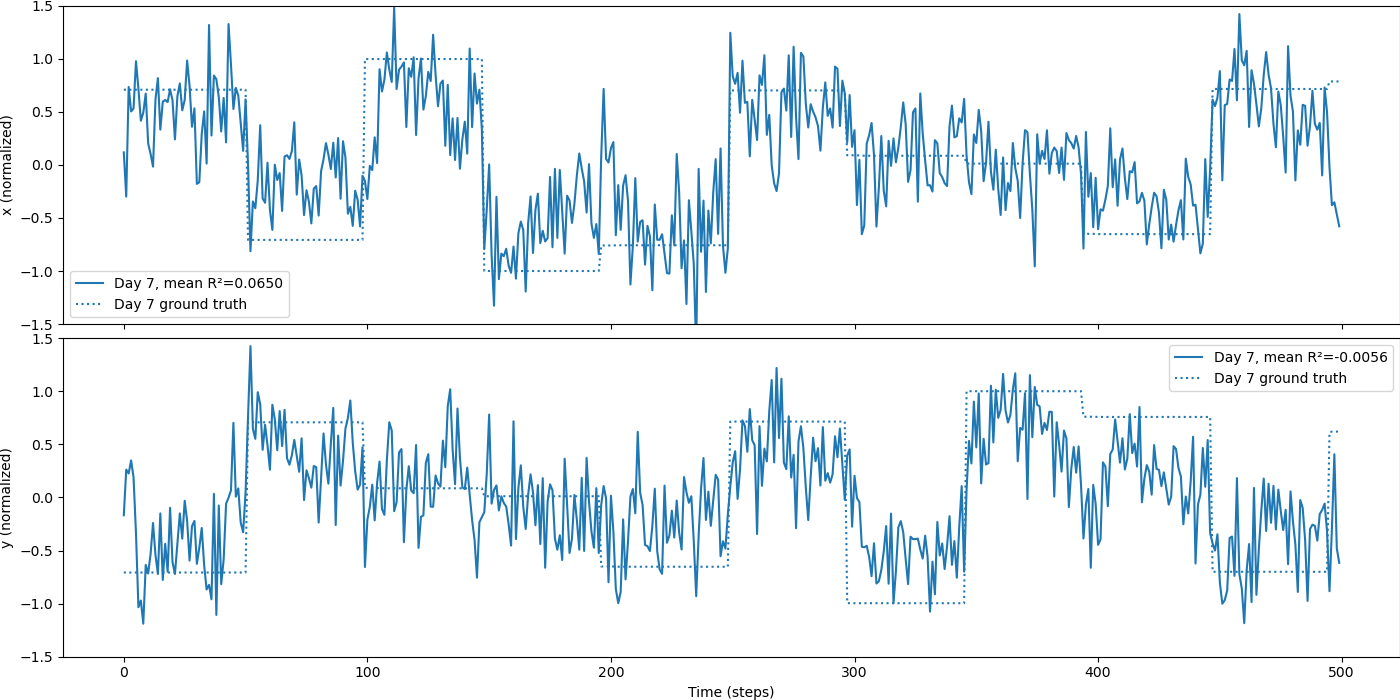 1.5
1.0
0.5
0.0
−0.5
−1.0
−1.5
x (normalized)
Day 7, mean R²=0.0650
Day 7 ground truth
1.5
1.0
0.5
0.0
−0.5
−1.0
−1.5
y (normalized)
Day 7, mean R²=-0.0056
Day 7 ground truth
0 100 200 300 400 500
Time (steps)